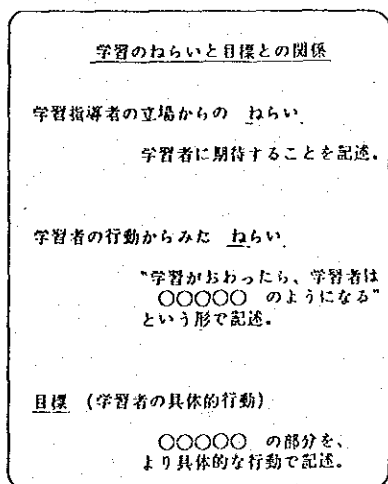 学習のねらいと目標との関係
学習指導者の立場からの ねらい
学習者に期待することを記述。
学習者の行動からみた ねらい
"学習がおわったら、学習者は
○○○○○ のようになる"
という形で記述。
目標 (学習者の具体的行動)
○○○○○ の部分を、
より具体的な行動で記述。